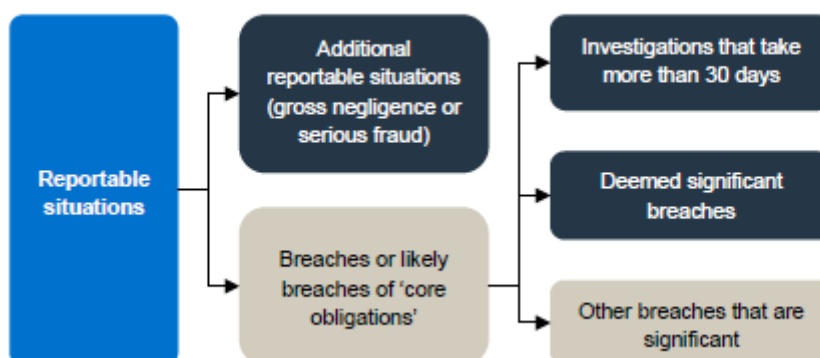 Reportable
situations
Additional
reportable situations
(gross negligence or
serious fraud)
Breaches or likely
breaches of ‘core
obligations’
Investigations that take
more than 30 days
Deemed significant
breaches
Other breaches that are
significant